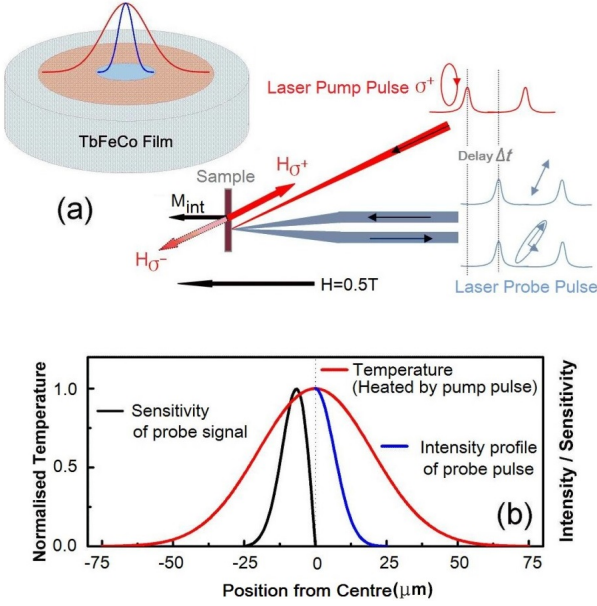 TbFeCo Film
Laser Pump Pulse σ⁺
Hσ⁺
Sample
Delay Δt
(a)
M_int
Hσ⁻
H=0.5T
Laser Probe Pulse
(b)
Normalised Temperature
1.0
0.5
0.0
Temperature
(Heated by pump pulse)
Sensitivity
of probe signal
Intensity profile
of probe pulse
Intensity / Sensitivity
-75 -50 -25 0 25 50 75
Position from Centre(μm)